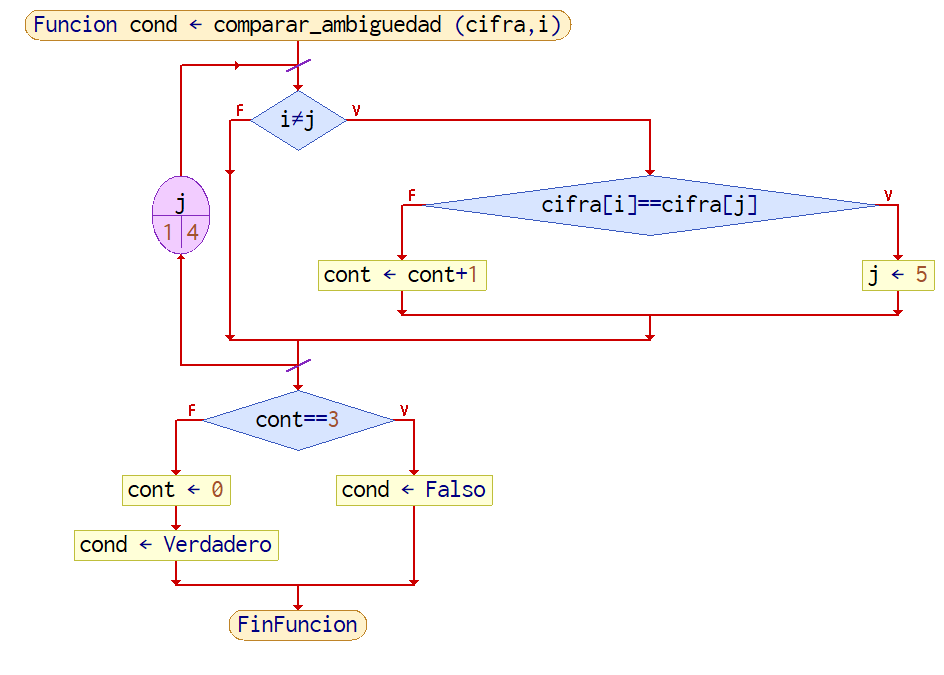 Funcion cond ← comparar_ambiguedad (cifra,i)
F
i≠j
V
j
1 4
F
cifra[i]==cifra[j]
V
cont ← cont+1
j ← 5
F
cont==3
V
cont ← 0
cond ← Falso
cond ← Verdadero
FinFuncion